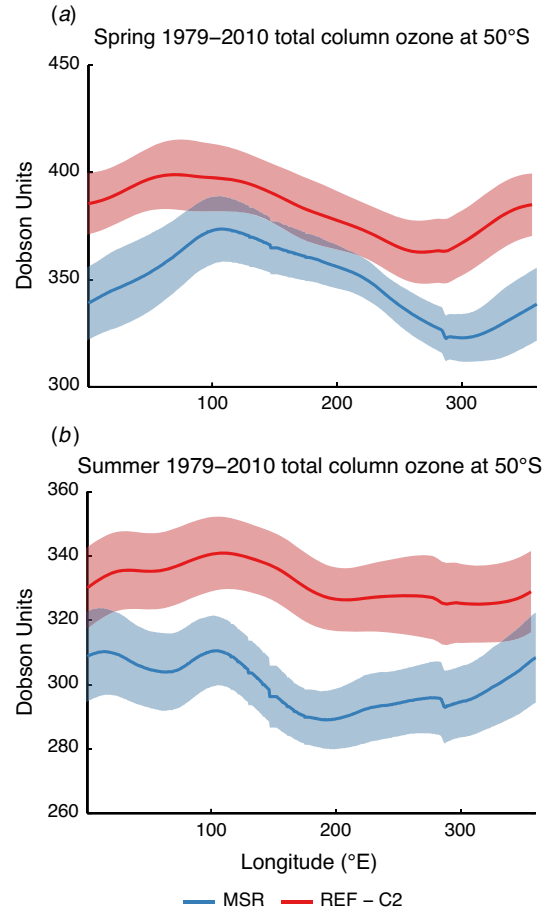 (a)
Spring 1979–2010 total column ozone at 50°S
450
400
350
300
Dobson Units
100
200
300
(b)
Summer 1979–2010 total column ozone at 50°S
360
340
320
300
280
260
Dobson Units
100
200
300
Longitude (°E)
MSR
REF – C2